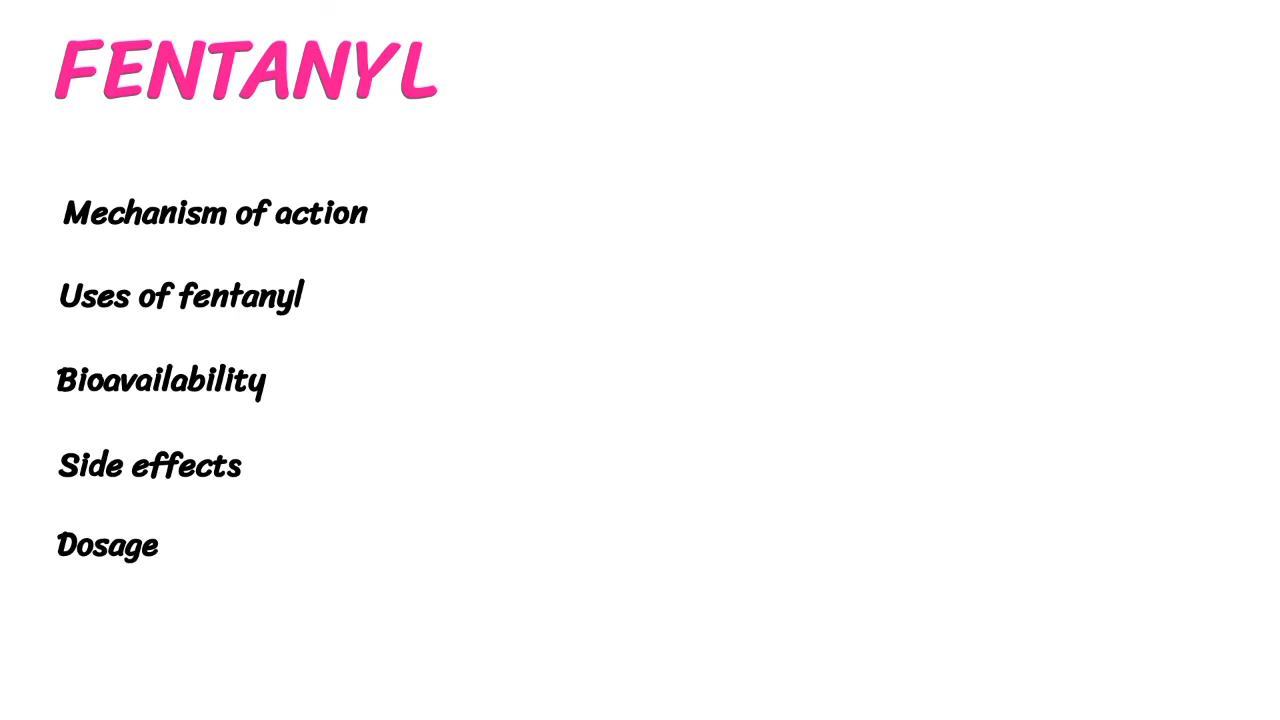 FENTANYL
Mechanism of action
Uses of fentanyl
Bioavailability
Side effects
Dosage